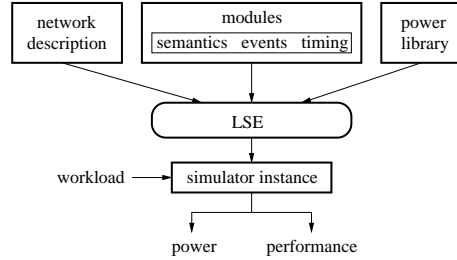 network
description
modules
semantics events timing
power
library
LSE
workload
simulator instance
power
performance